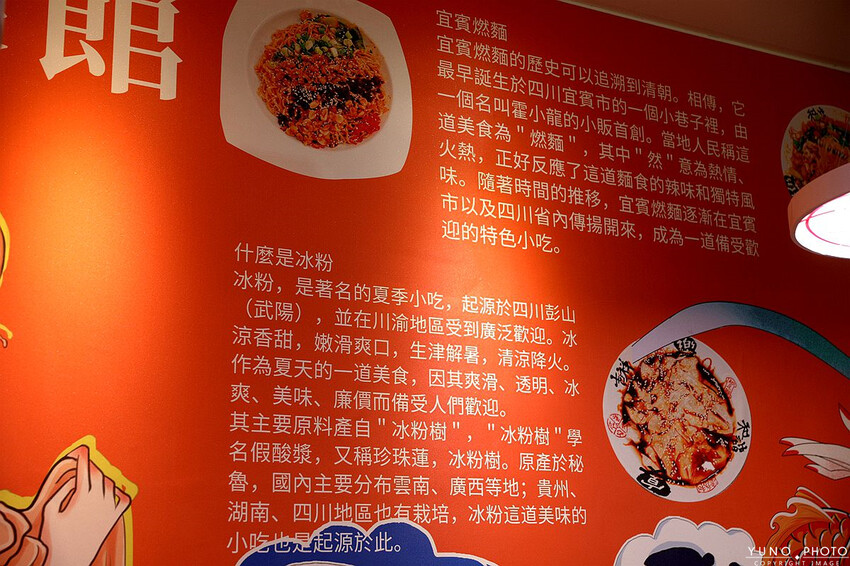 館
宜賓燃麵
宜賓燃麵的歷史可以追溯到清朝。相傳，它
最早誕生於四川宜賓市的一個小巷子裡，由
一個名叫霍小龍的小販首創。當地人民稱這
道美食為"燃麵"，其中"然"意為熱情、
火熱，正好反應了這道麵食的辣味和獨特風
味。隨著時間的推移，宜賓燃麵逐漸在宜賓
市以及四川省內傳揚開來，成為一道備受歡
迎的特色小吃。
什麼是冰粉
冰粉，是著名的夏季小吃，起源於四川彭山
（武陽），並在川渝地區受到廣泛歡迎。冰
涼香甜，嫩滑爽口，生津解暑，清涼降火。
作為夏天的一道美食，因其爽滑、透明、冰
爽、美味、廉價而備受人們歡迎。
其主要原料產自"冰粉樹"，"冰粉樹"學
名假酸漿，又稱珍珠蓮，冰粉樹。原產於秘
魯，國內主要分布雲南、廣西等地；貴州、
湖南、四川地區也有栽培，冰粉這道美味的
小吃也是起源於此。
YUNO PHOTO
COPYRIGHT IMAGE